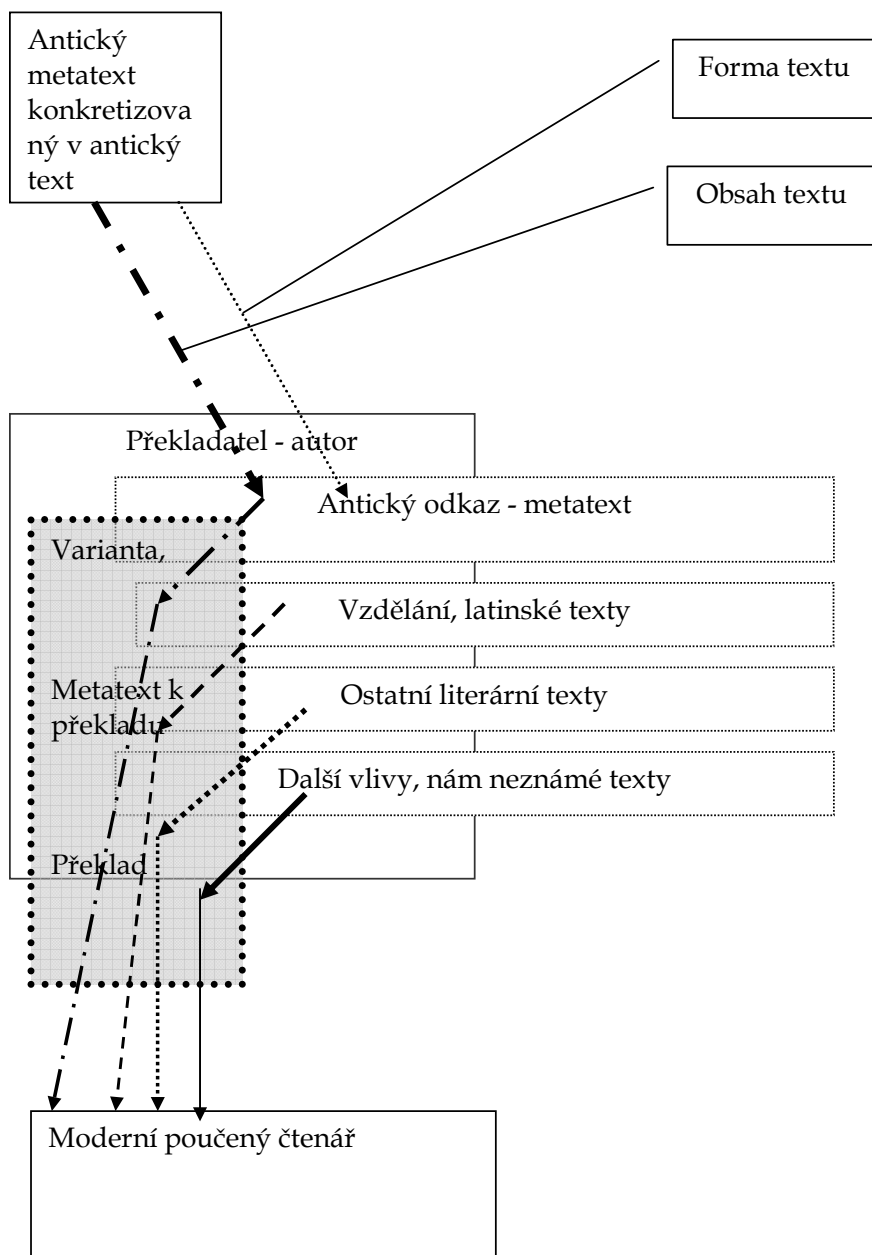 Antický
metatext
konkretizova
ný v antický
text
Forma textu
Obsah textu
Překladatel - autor
Antický odkaz - metatext
Varianta,
Vzdělání, latinské texty
Metatext k
překladu
Ostatní literární texty
Další vlivy, nám neznámé texty
Překlad
Moderní poučený čtenář